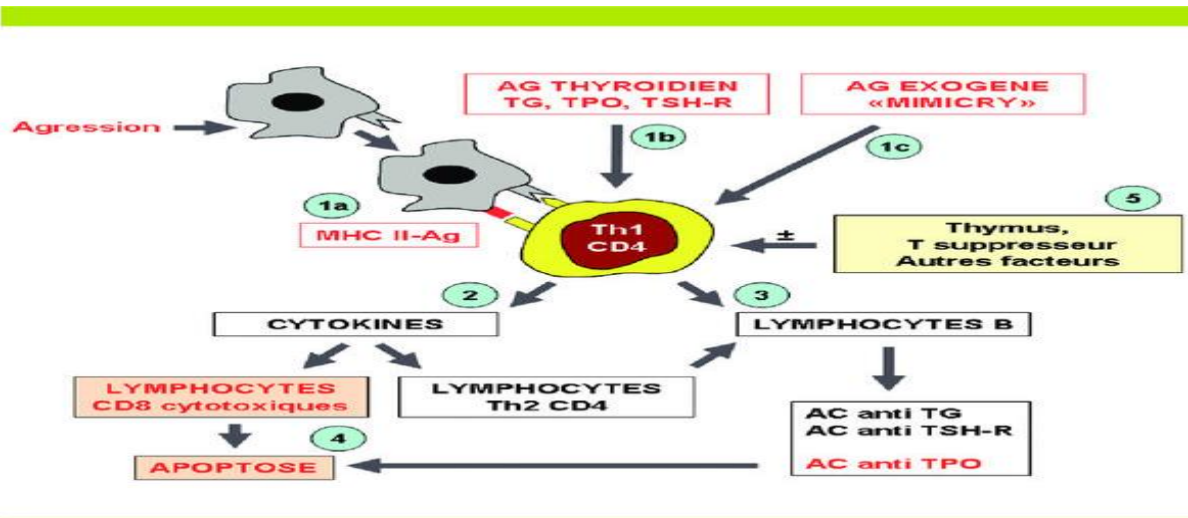 AG THYROIDIEN
TG, TPO, TSH-R
AG EXOGENE
«MIMICRY»
Agression
1b
1c
1a
MHC II-Ag
Th1
CD4
±
5
Thymus,
T suppresseur
Autres facteurs
2
3
CYTOKINES
LYMPHOCYTES B
LYMPHOCYTES
CD8 cytotoxiques
LYMPHOCYTES
Th2 CD4
AC anti TG
AC anti TSH-R
AC anti TPO
4
APOPTOSE